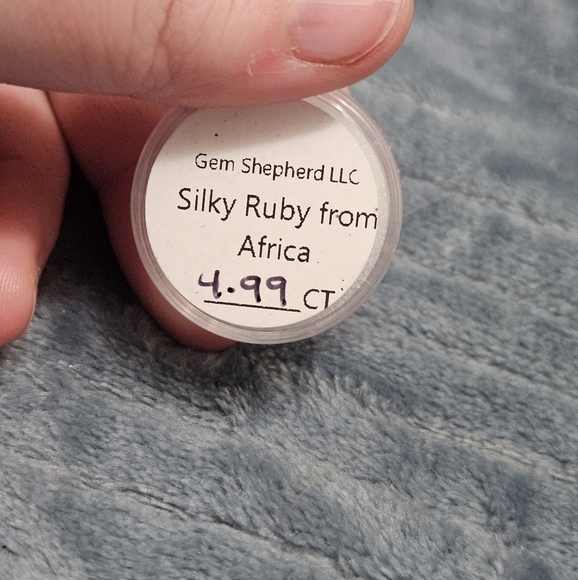 Gem Shepherd LLC
Silky Ruby from
Africa
4.99 CT